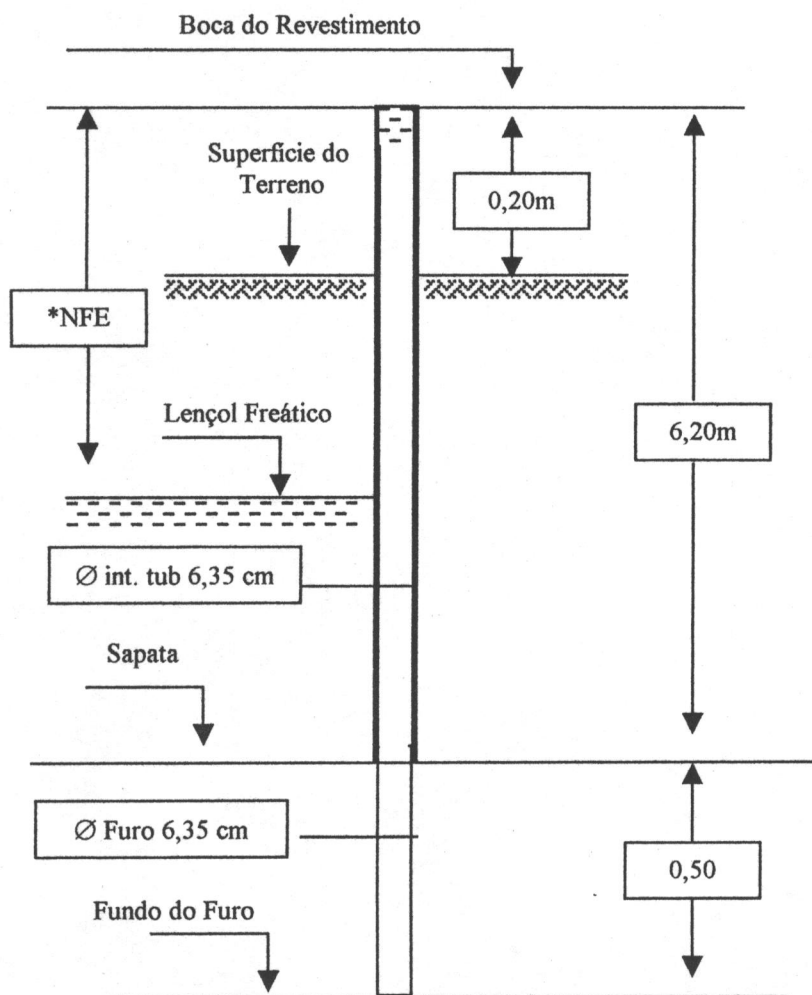 Boca do Revestimento
Superfície do
Terreno
0,20m
*NFE
Lençol Freático
6,20m
∅ int. tub 6,35 cm
Sapata
∅ Furo 6,35 cm
0,50
Fundo do Furo